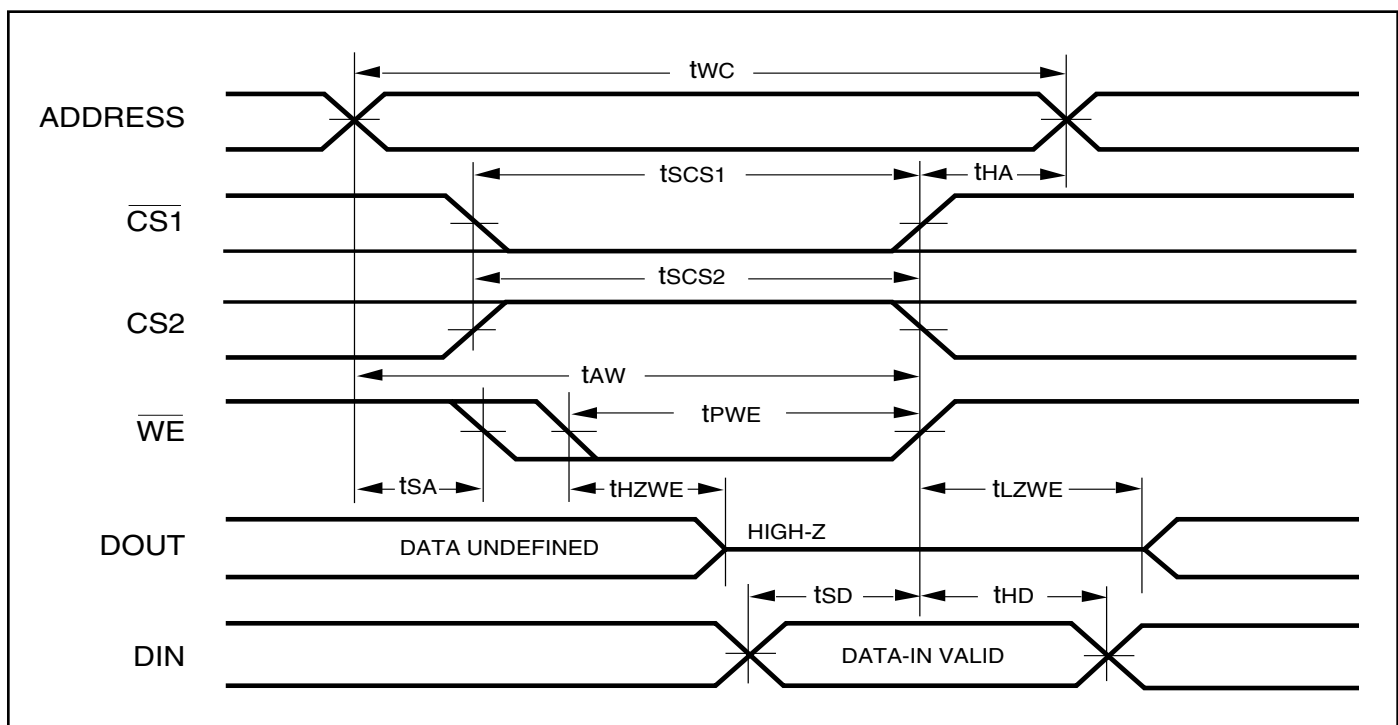 tWC
ADDRESS
tSCS1
tHA
CS1
tSCS2
CS2
tAW
WE
tPWE
tSA
tHZWE
tLZWE
DOUT
DATA UNDEFINED
HIGH-Z
tSD
tHD
DIN
DATA-IN VALID